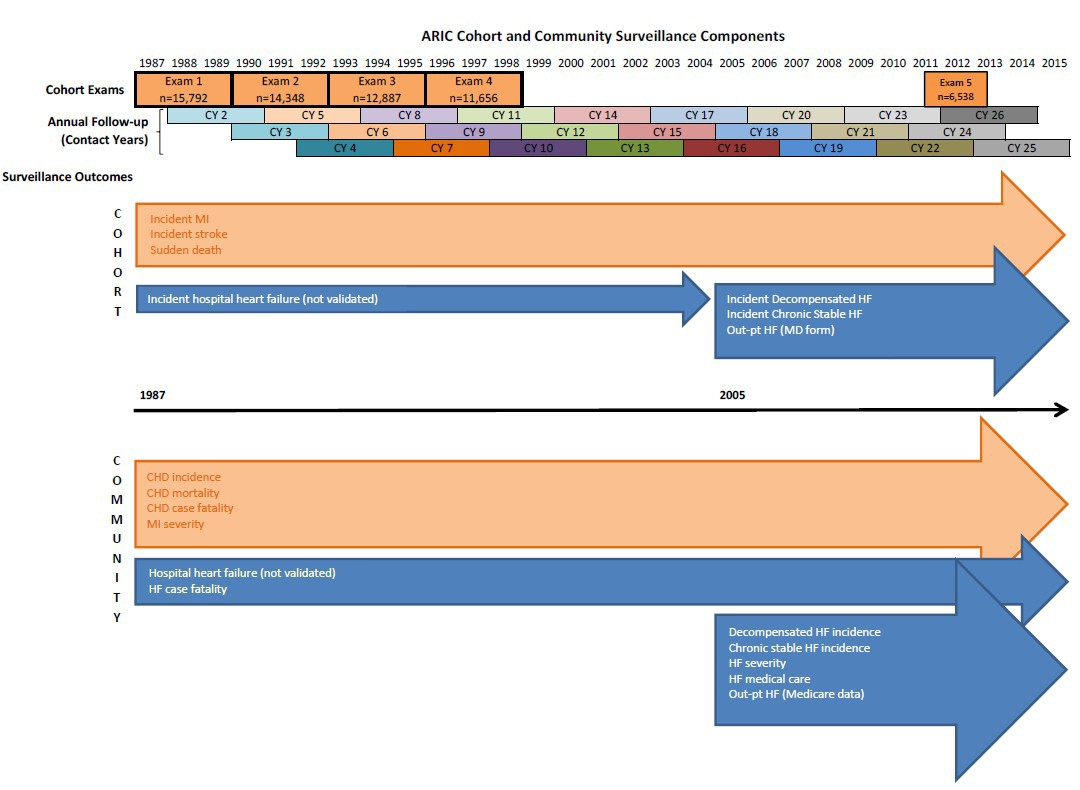 ARIC Cohort and Community Surveillance Components
1987 1988 1989 1990 1991 1992 1993 1994 1995 1996 1997 1998 1999 2000 2001 2002 2003 2004 2005 2006 2007 2008 2009 2010 2011 2012 2013 2014 2015
Cohort Exams
Exam 1
n=15,792
Exam 2
n=14,348
Exam 3
n=12,887
Exam 4
n=11,656
Exam 5
n=6,538
Annual Follow-up
(Contact Years)
CY 2 CY 5 CY 8 CY 11 CY 14 CY 17 CY 20 CY 23 CY 26
CY 3 CY 6 CY 9 CY 12 CY 15 CY 18 CY 21 CY 24
CY 4 CY 7 CY 10 CY 13 CY 16 CY 19 CY 22 CY 25
Surveillance Outcomes
COHORT
Incident MI
Incident stroke
Sudden death
Incident hospital heart failure (not validated)
Incident Decompensated HF
Incident Chronic Stable HF
Out-pt HF (MD form)
1987 2005
COMMUNITY
CHD incidence
CHD mortality
CHD case fatality
MI severity
Hospital heart failure (not validated)
HF case fatality
Decompensated HF incidence
Chronic stable HF incidence
HF severity
HF medical care
Out-pt HF (Medicare data)